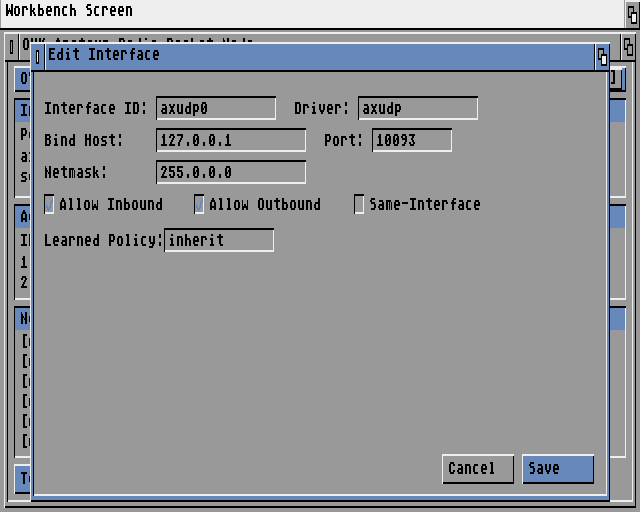 Workbench Screen
Edit Interface
Interface ID: axudp0 Driver: axudp
Bind Host: 127.0.0.1 Port: 10093
Netmask: 255.0.0.0
Allow Inbound Allow Outbound Same-Interface
Learned Policy: inherit
Cancel Save